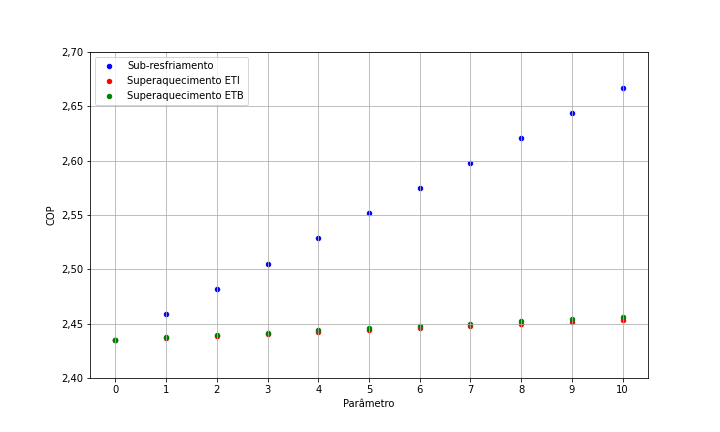 2,70
2,65
2,60
2,55
2,50
2,45
2,40
COP
Sub-resfriamento
Superaquecimento ETI
Superaquecimento ETB
0 1 2 3 4 5 6 7 8 9 10
Parâmetro